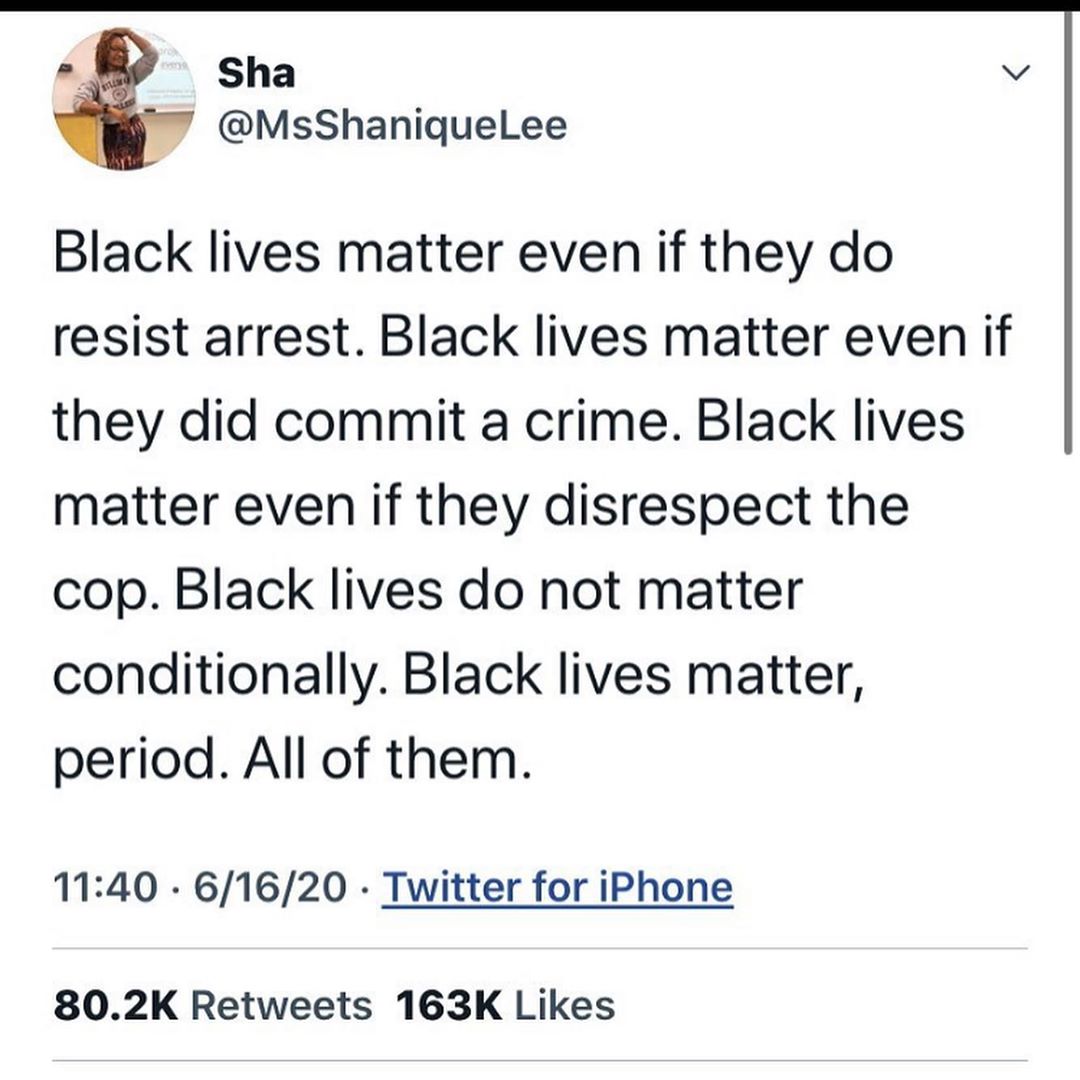 Sha
@MsShaniqueLee
Black lives matter even if they do
resist arrest. Black lives matter even if
they did commit a crime. Black lives
matter even if they disrespect the
cop. Black lives do not matter
conditionally. Black lives matter,
period. All of them.
11:40 · 6/16/20 · Twitter for iPhone
80.2K Retweets 163K Likes